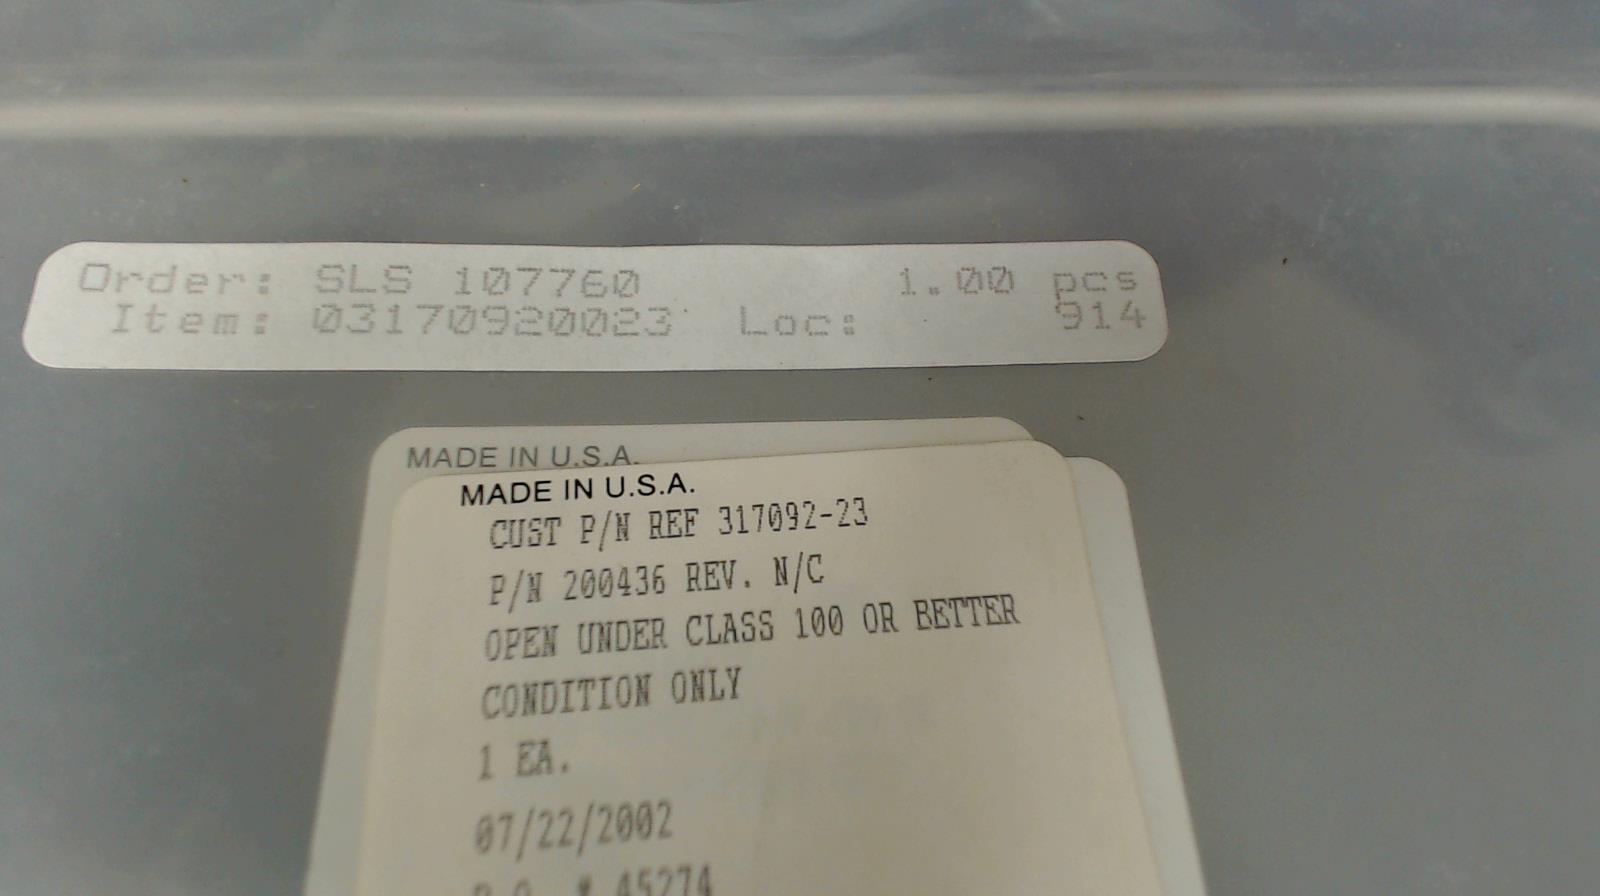 Order: SLS 107760 1.00 pcs
Item: 03170920023 Loc: 914
MADE IN U.S.A.
MADE IN U.S.A.
CUST P/N REF 317092-23
P/N 200436 REV. N/C
OPEN UNDER CLASS 100 OR BETTER
CONDITION ONLY
1 EA.
07/22/2002
P.O. # 45274